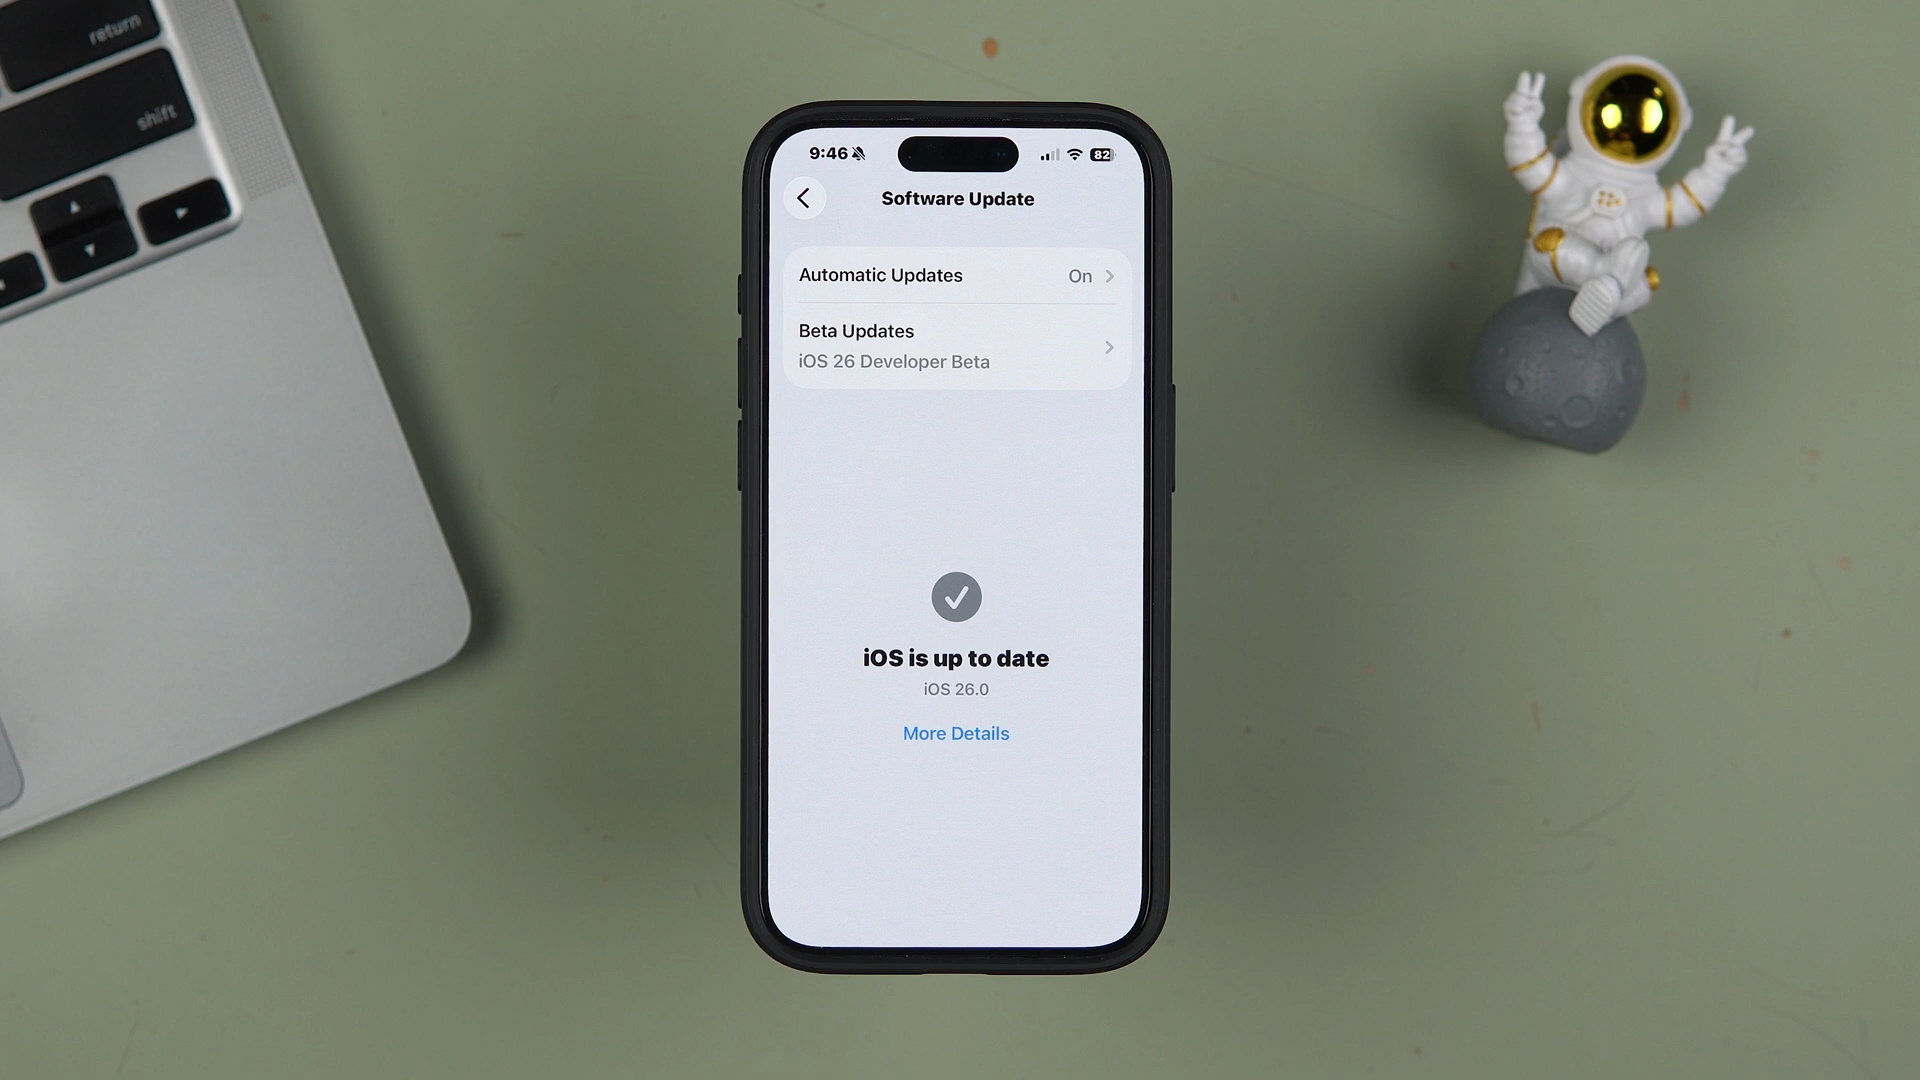 return
shift
9:46
82
Software Update
Automatic Updates On
Beta Updates
iOS 26 Developer Beta
iOS is up to date
iOS 26.0
More Details